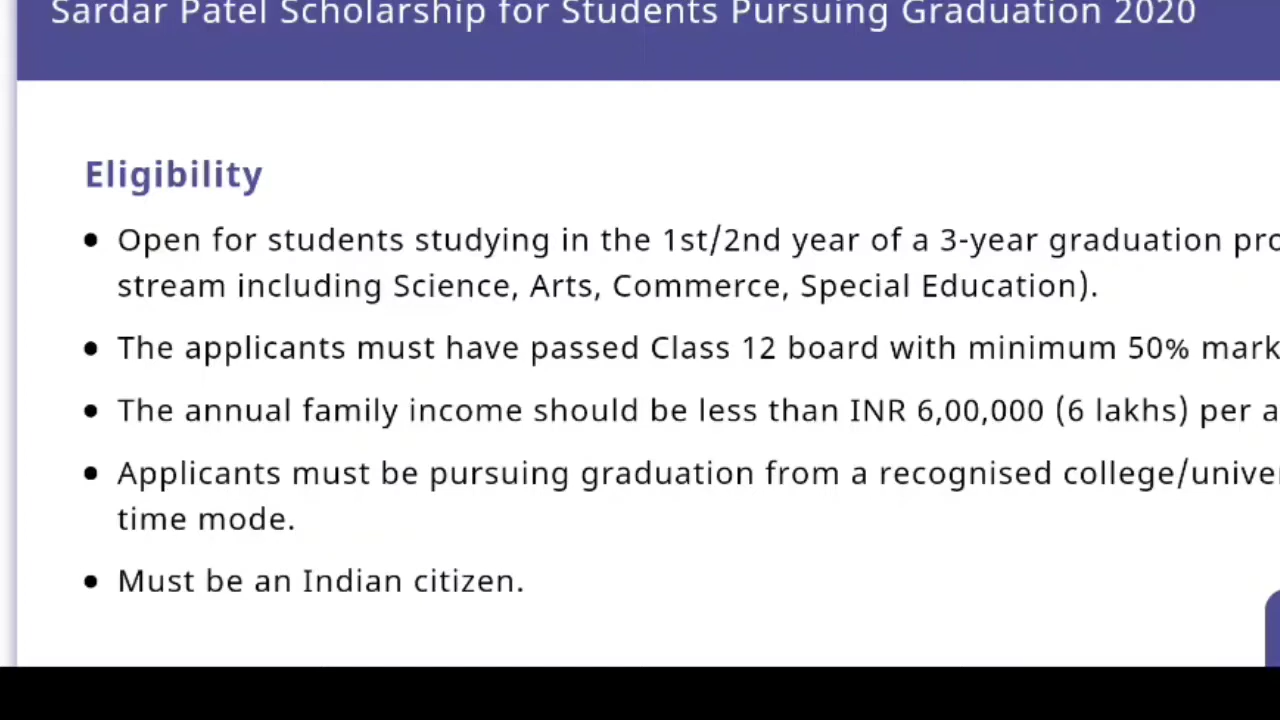 Sardar Patel Scholarship for Students Pursuing Graduation 2020
Eligibility
• Open for students studying in the 1st/2nd year of a 3-year graduation
stream including Science, Arts, Commerce, Special Education).
• The applicants must have passed Class 12 board with minimum 50%
• The annual family income should be less than INR 6,00,000 (6 lakhs) per
• Applicants must be pursuing graduation from a recognised
time mode.
• Must be an Indian citizen.